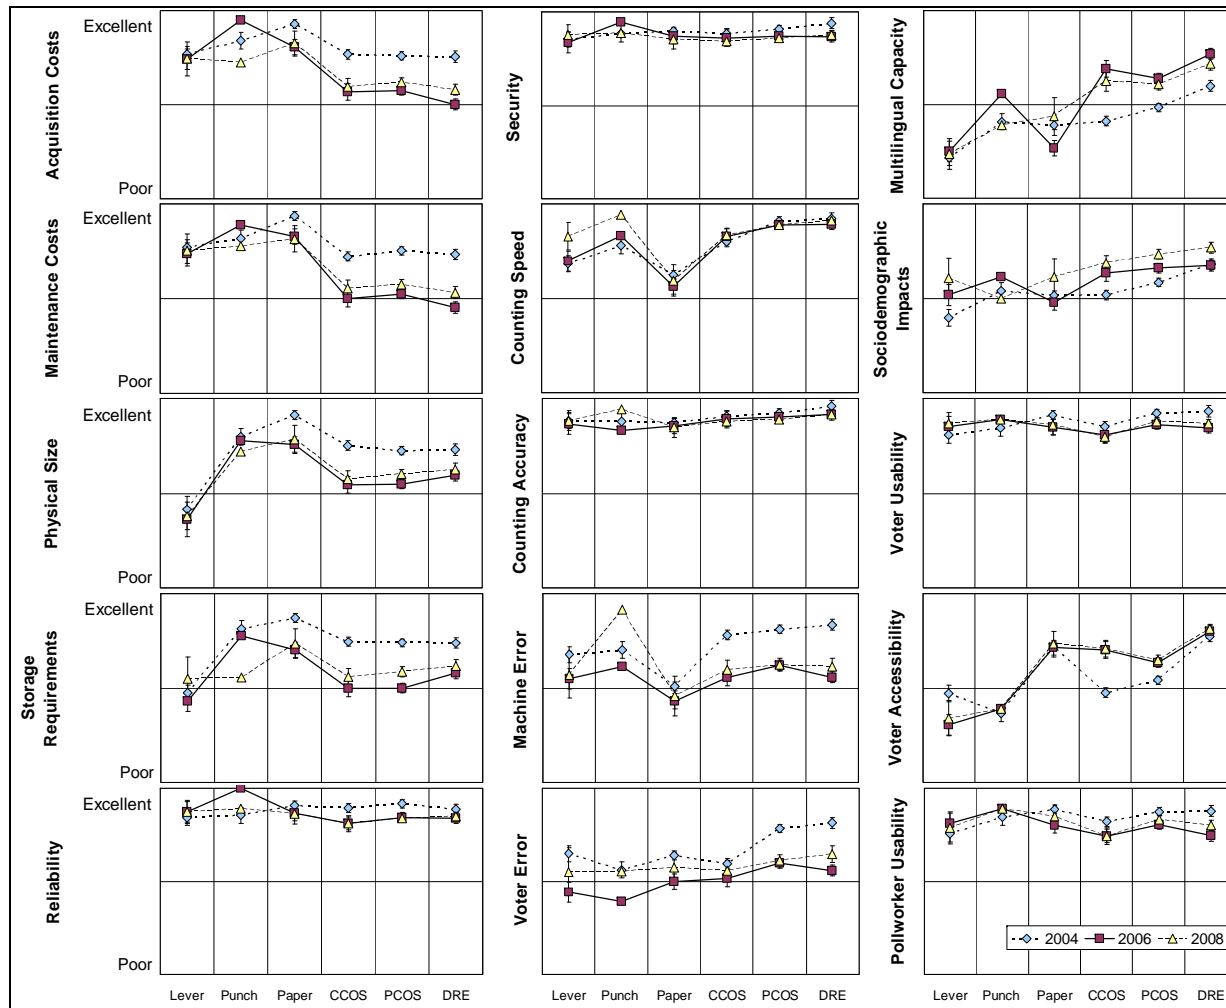 Excellent
Acquisition Costs
Poor
Security
Multilingual Capacity
Excellent
Maintenance Costs
Poor
Counting Speed
Sociodemographic
Impacts
Excellent
Physical Size
Poor
Counting Accuracy
Voter Usability
Excellent
Storage
Requirements
Poor
Machine Error
Voter Accessibility
Excellent
Reliability
Poor
Voter Error
Pollworker Usability
2004 2006 2008
Lever Punch Paper CCOS PCOS DRE
Lever Punch Paper CCOS PCOS DRE
Lever Punch Paper CCOS PCOS DRE